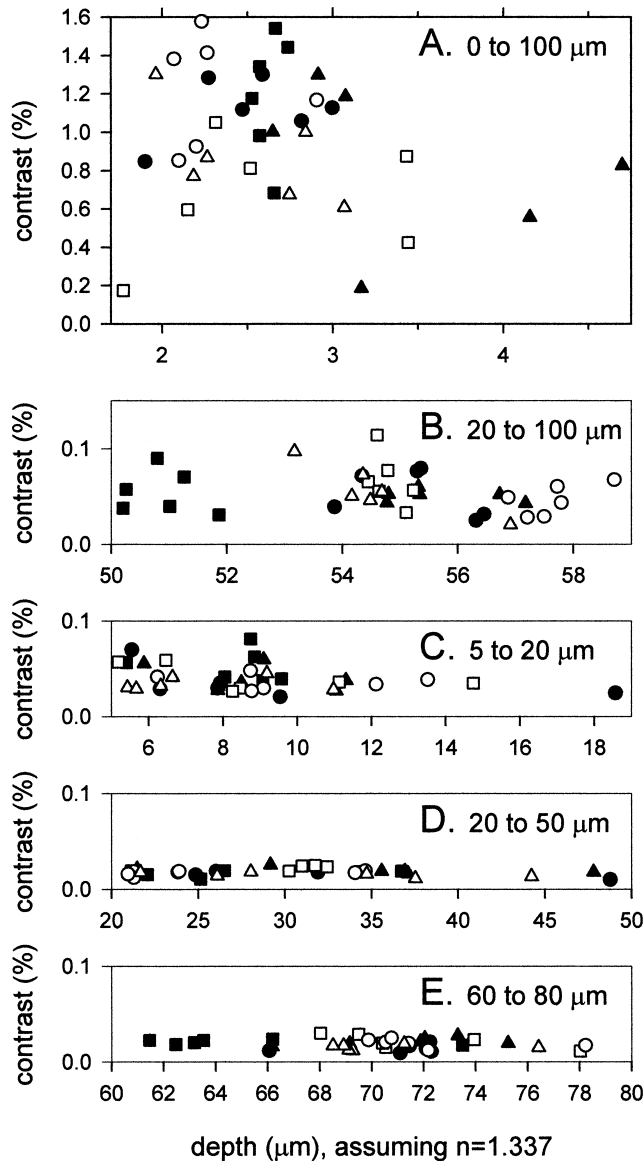 A. 0 to 100 μm
contrast (%)
1.6
1.4
1.2
1.0
0.8
0.6
0.4
0.2
0.0
2 3 4
B. 20 to 100 μm
contrast (%)
0.1
0.0
50 52 54 56 58
C. 5 to 20 μm
contrast (%)
0.1
0.0
6 8 10 12 14 16 18
D. 20 to 50 μm
contrast (%)
0.1
0.0
20 25 30 35 40 45 50
E. 60 to 80 μm
contrast (%)
0.1
0.0
60 62 64 66 68 70 72 74 76 78 80
depth (μm), assuming n=1.337